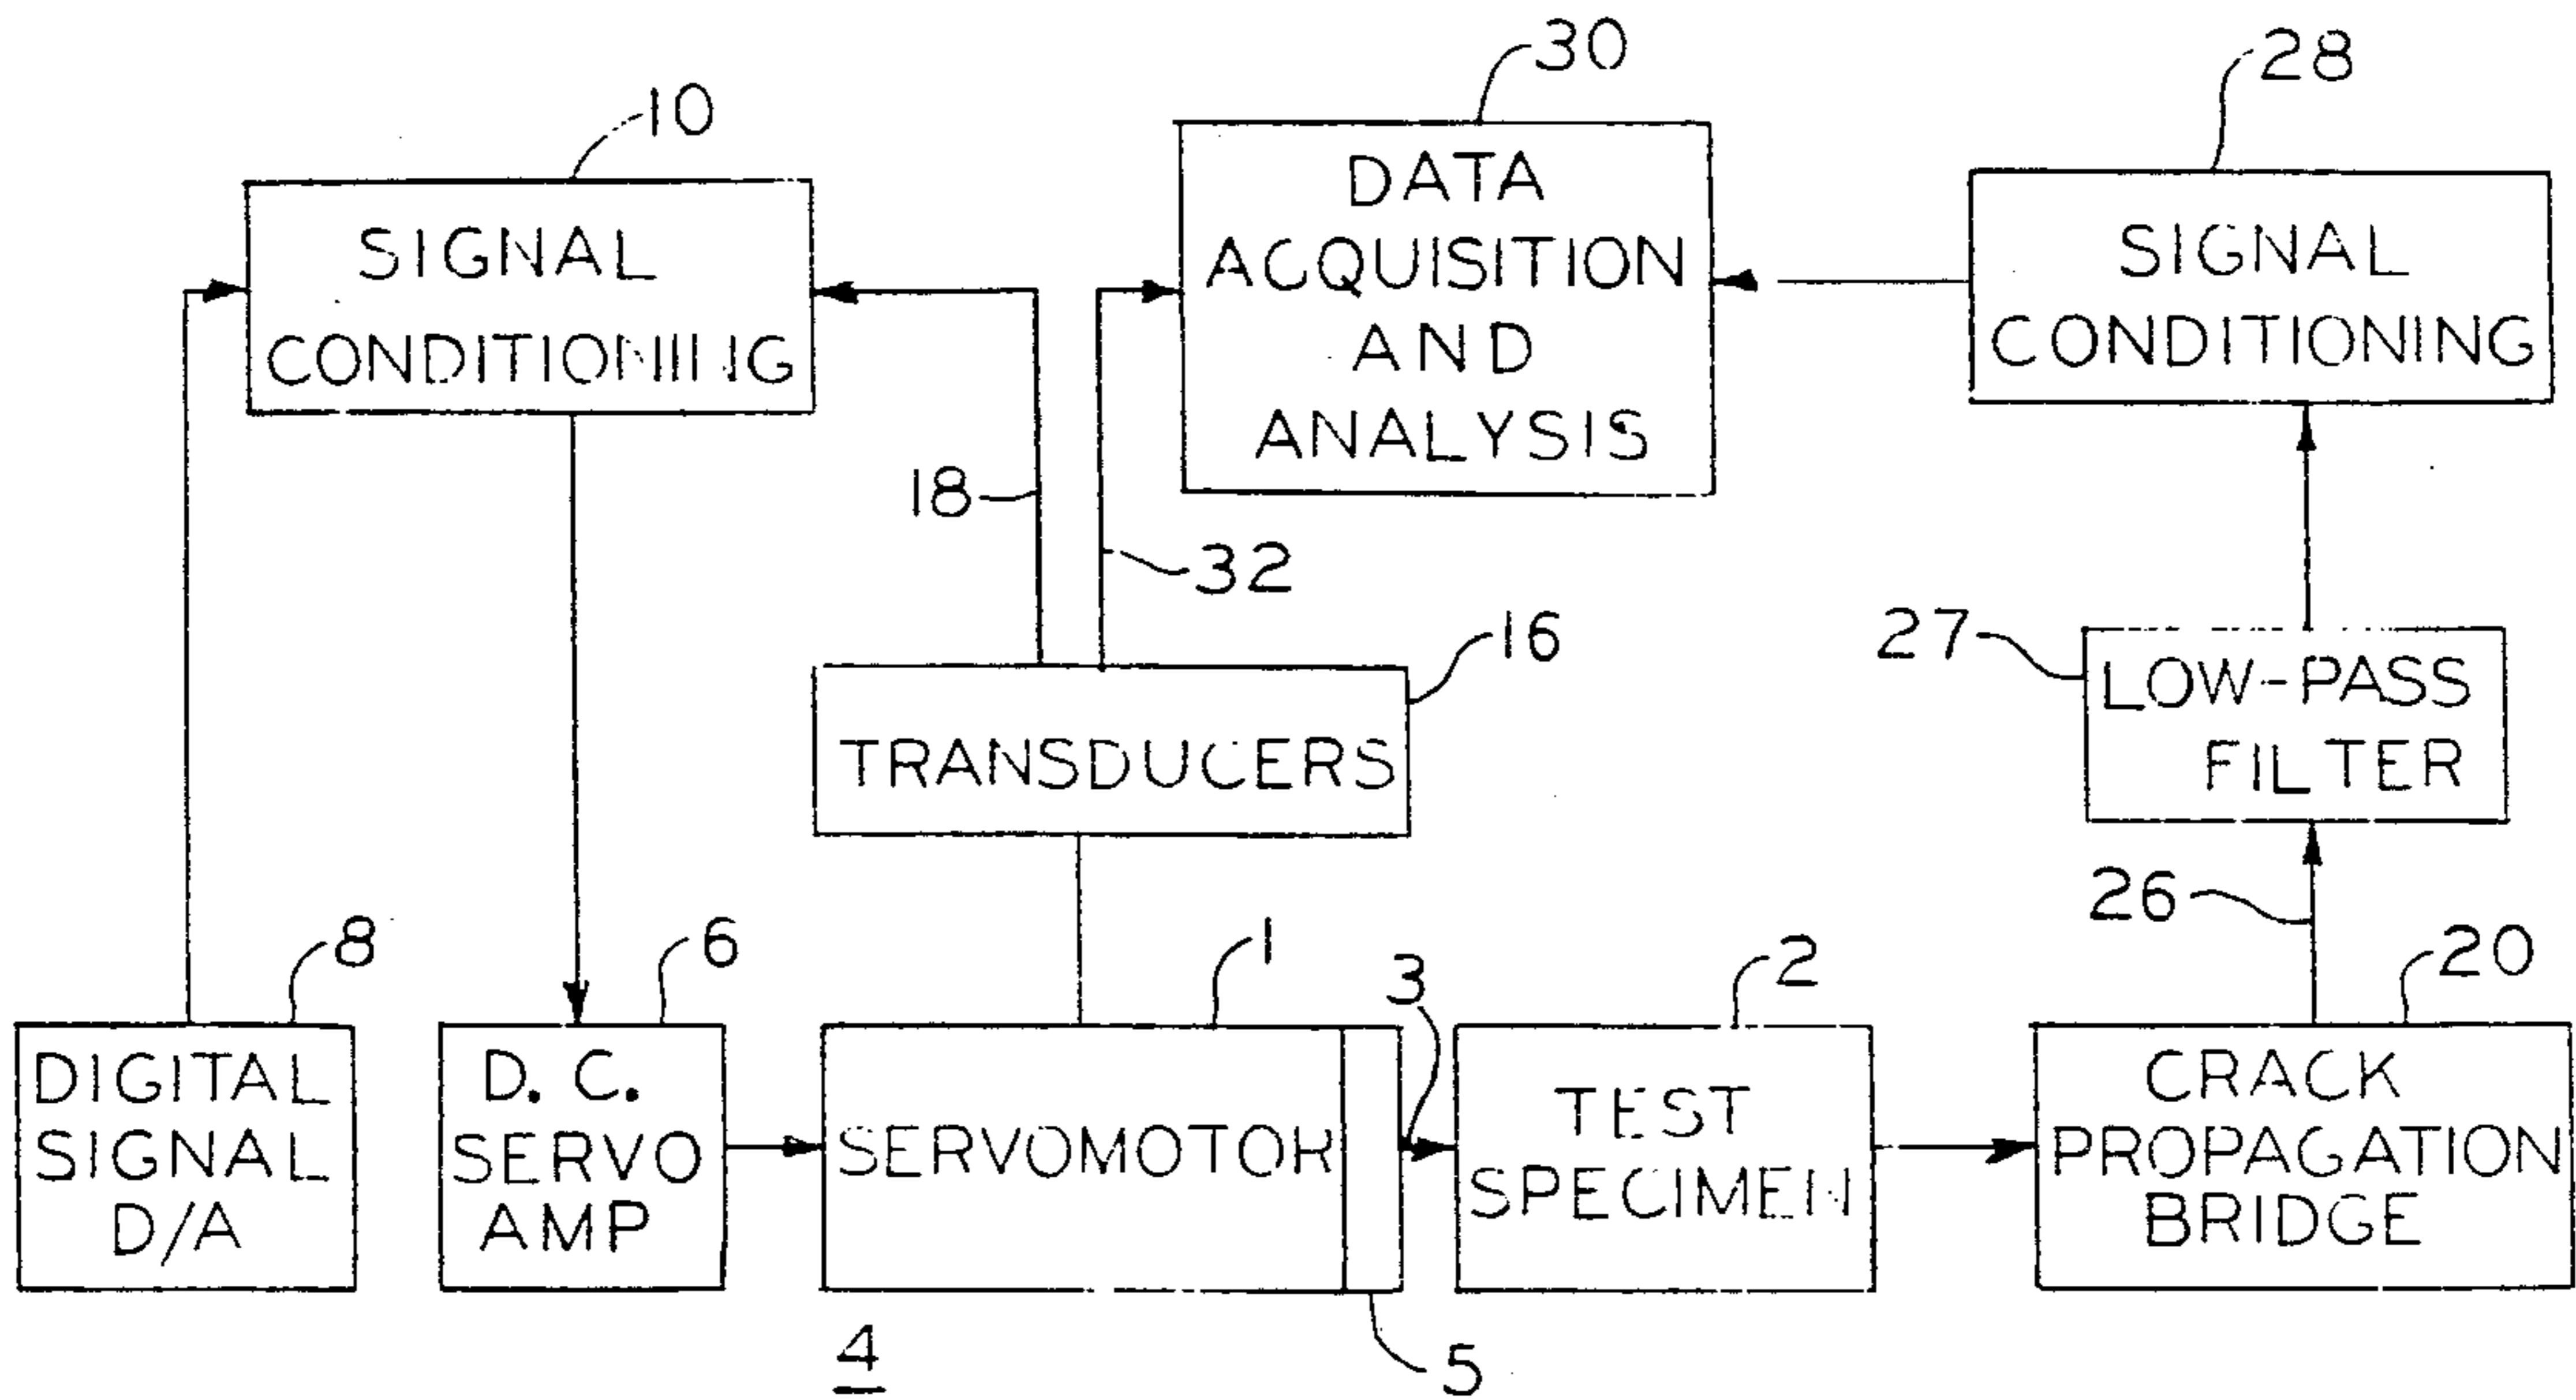 30
28
10
DATA
ACQUISITION
AND
ANALYSIS
SIGNAL
CONDITIONING
SIGNAL
CONDITIONING
18
32
16
27
LOW-PASS
FILTER
TRANSDUCERS
26
8
6
1
3
2
20
DIGITAL
SIGNAL
D/A
D. C.
SERVO
AMP
SERVOMOTOR
TEST
SPECIMEN
CRACK
PROPAGATION
BRIDGE
4
5